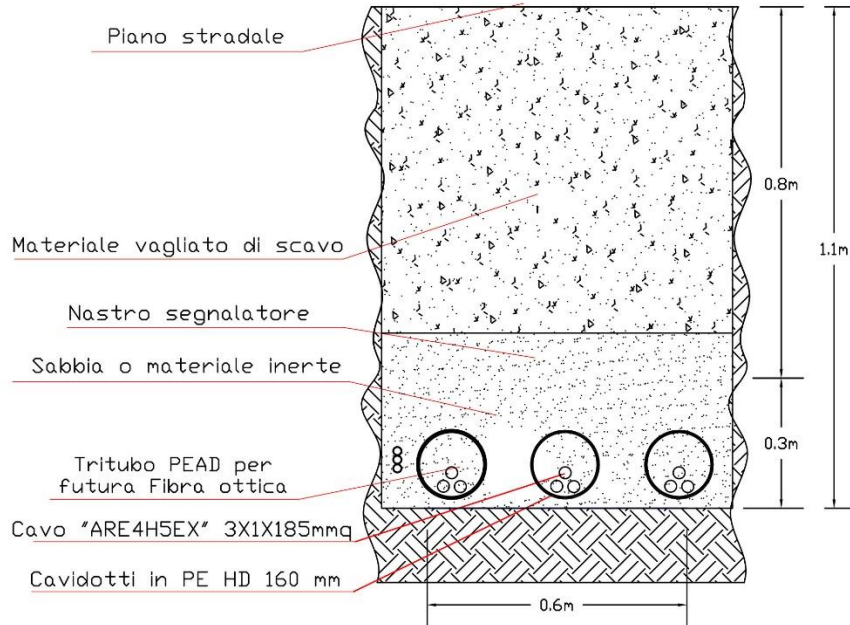 Piano stradale
0.8m
1.1m
Materiale vagliato di scavo
Nastro segnalatore
Sabbia o materiale inerte
0.3m
Tritubo PEAD per
futura Fibra ottica
Cavo "ARE4H5EX" 3X1X185mmq
Cavidotti in PE HD 160 mm
0.6m